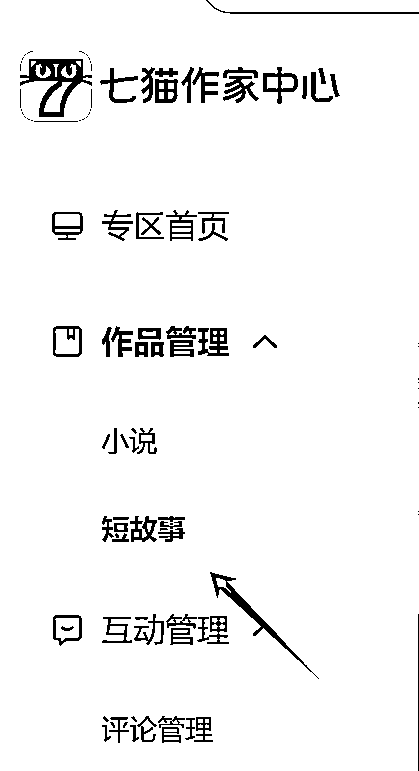 七猫作家中心
专区首页
作品管理
小说
短故事
互动管理
评论管理